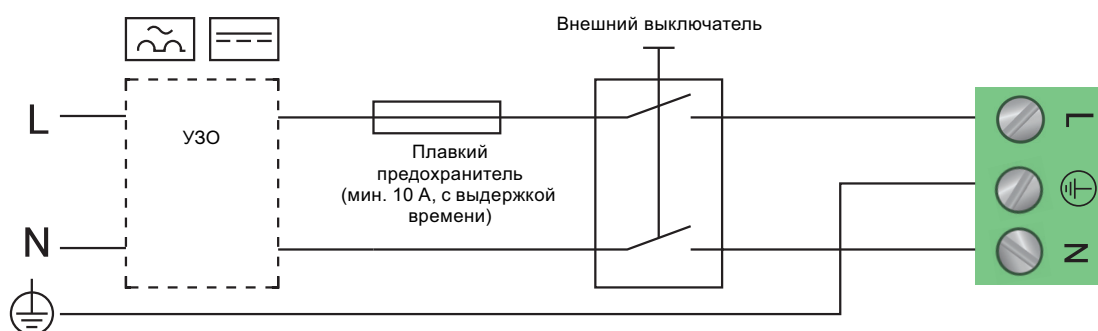 Внешний выключатель
L
УЗО
Плавкий
предохранитель
(мин. 10 А, с выдержкой
времени)
N
L
N